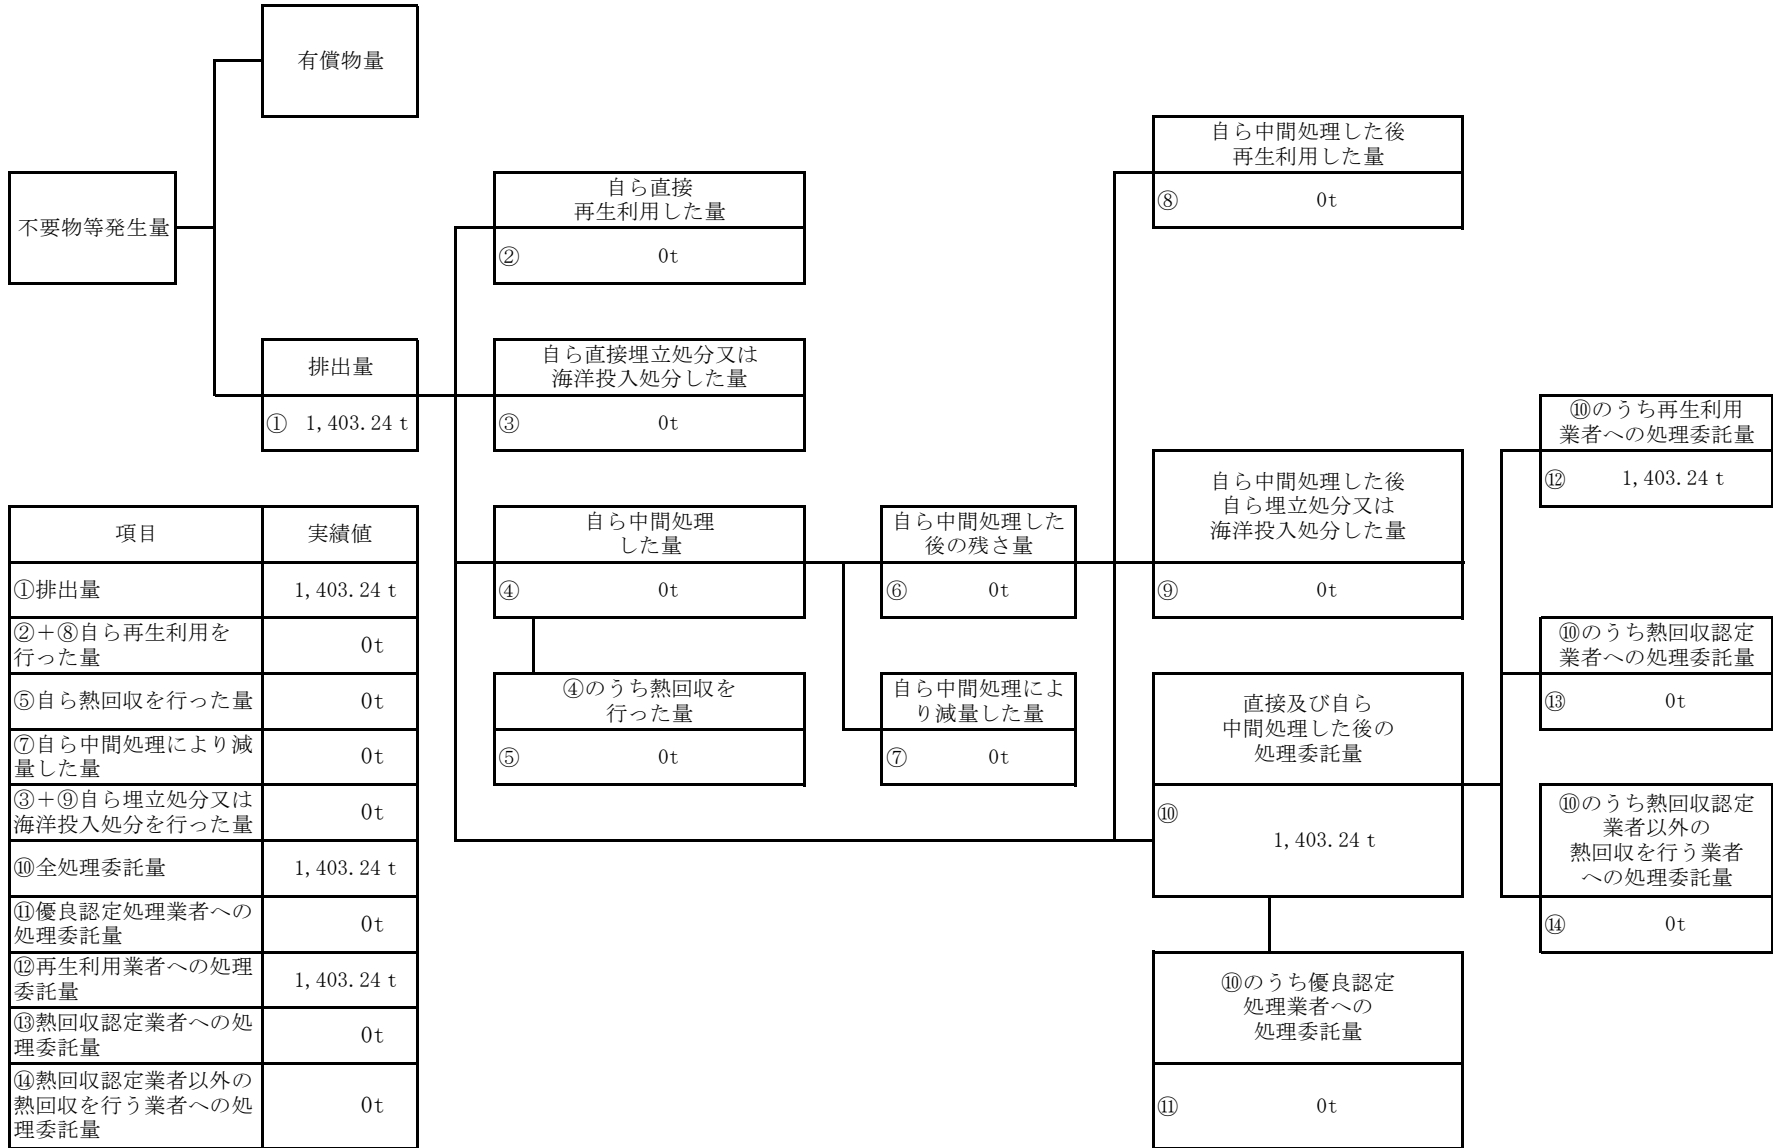 有償物量
不要物等発生量
排出量
① 1,403.24 t
自ら直接
再生利用した量
② 0t
自ら直接埋立処分又は
海洋投入処分した量
③ 0t
自ら中間処理
した量
④ 0t
④のうち熱回収を
行った量
⑤ 0t
自ら中間処理した
後の残さ量
⑥ 0t
自ら中間処理によ
り減量した量
⑦ 0t
自ら中間処理した後
再生利用した量
⑧ 0t
自ら中間処理した後
自ら埋立処分又は
海洋投入処分した量
⑨ 0t
直接及び自ら
中間処理した後の
処理委託量
⑩
1,403.24 t
⑩のうち優良認定
処理業者への
処理委託量
⑪ 0t
⑩のうち再生利用
業者への処理委託量
⑫ 1,403.24 t
⑩のうち熱回収認定
業者への処理委託量
⑬ 0t
⑩のうち熱回収認定
業者以外の
熱回収を行う業者
への処理委託量
⑭ 0t
項目 実績値
①排出量 1,403.24 t
②＋⑧自ら再生利用を
行った量 0t
⑤自ら熱回収を行った量 0t
⑦自ら中間処理により減
量した量 0t
③＋⑨自ら埋立処分又は
海洋投入処分を行った量 0t
⑩全処理委託量 1,403.24 t
⑪優良認定処理業者への
処理委託量 0t
⑫再生利用業者への処理
委託量 1,403.24 t
⑬熱回収認定業者への処
理委託量 0t
⑭熱回収認定業者以外の
熱回収を行う業者への処
理委託量 0t